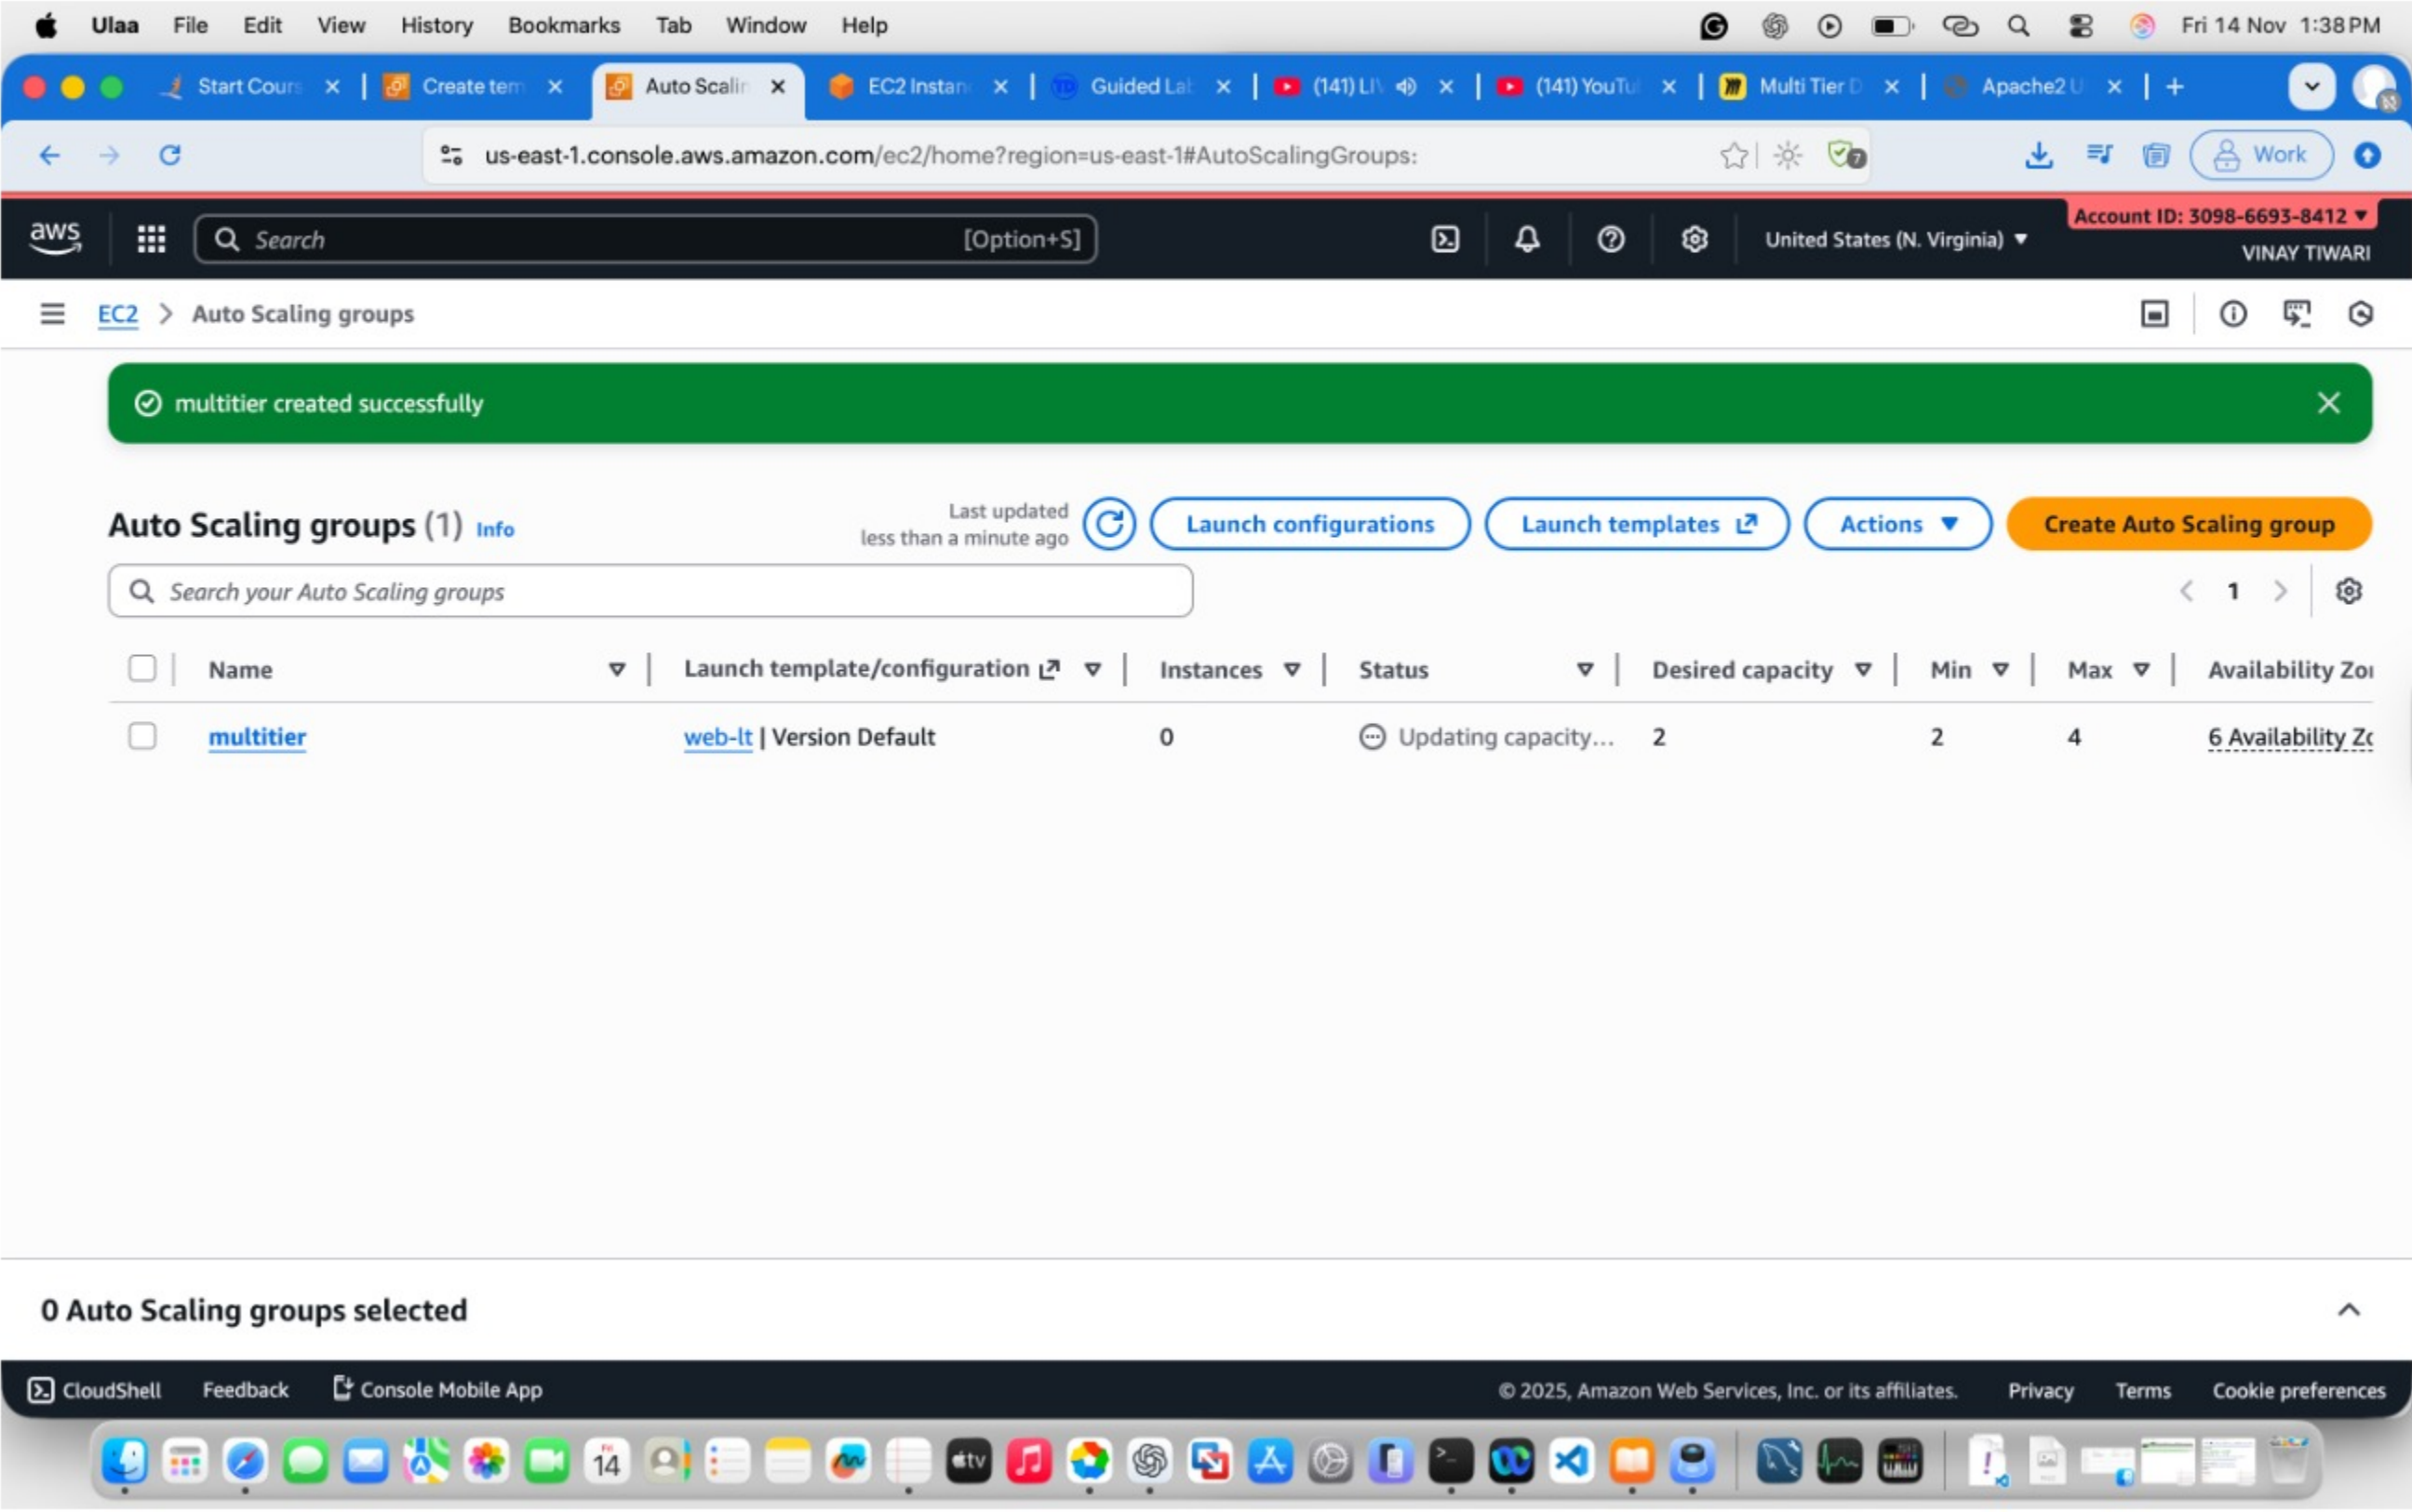 Ulaa File Edit View History Bookmarks Tab Window Help Fri 14 Nov 1:38 PM
Start Cours Create tem Auto Scalin EC2 Instan Guided Lab (141) LIV (141) YouTu Multi Tier D Apache2 U
us-east-1.console.aws.amazon.com/ec2/home?region=us-east-1#AutoScalingGroups: 7 Work
Account ID: 3098-6693-8412
aws Search [Option+S] United States (N. Virginia)
VINAY TIWARI
EC2 > Auto Scaling groups
multitier created successfully
Auto Scaling groups (1) Info Last updated less than a minute ago Launch configurations Launch templates Actions Create Auto Scaling group
Search your Auto Scaling groups 1
Name Launch template/configuration Instances Status Desired capacity Min Max Availability Zon
multitier web-lt | Version Default 0 Updating capacity... 2 2 4 6 Availability Zo
0 Auto Scaling groups selected
CloudShell Feedback Console Mobile App © 2025, Amazon Web Services, Inc. or its affiliates. Privacy Terms Cookie preferences
14 tv